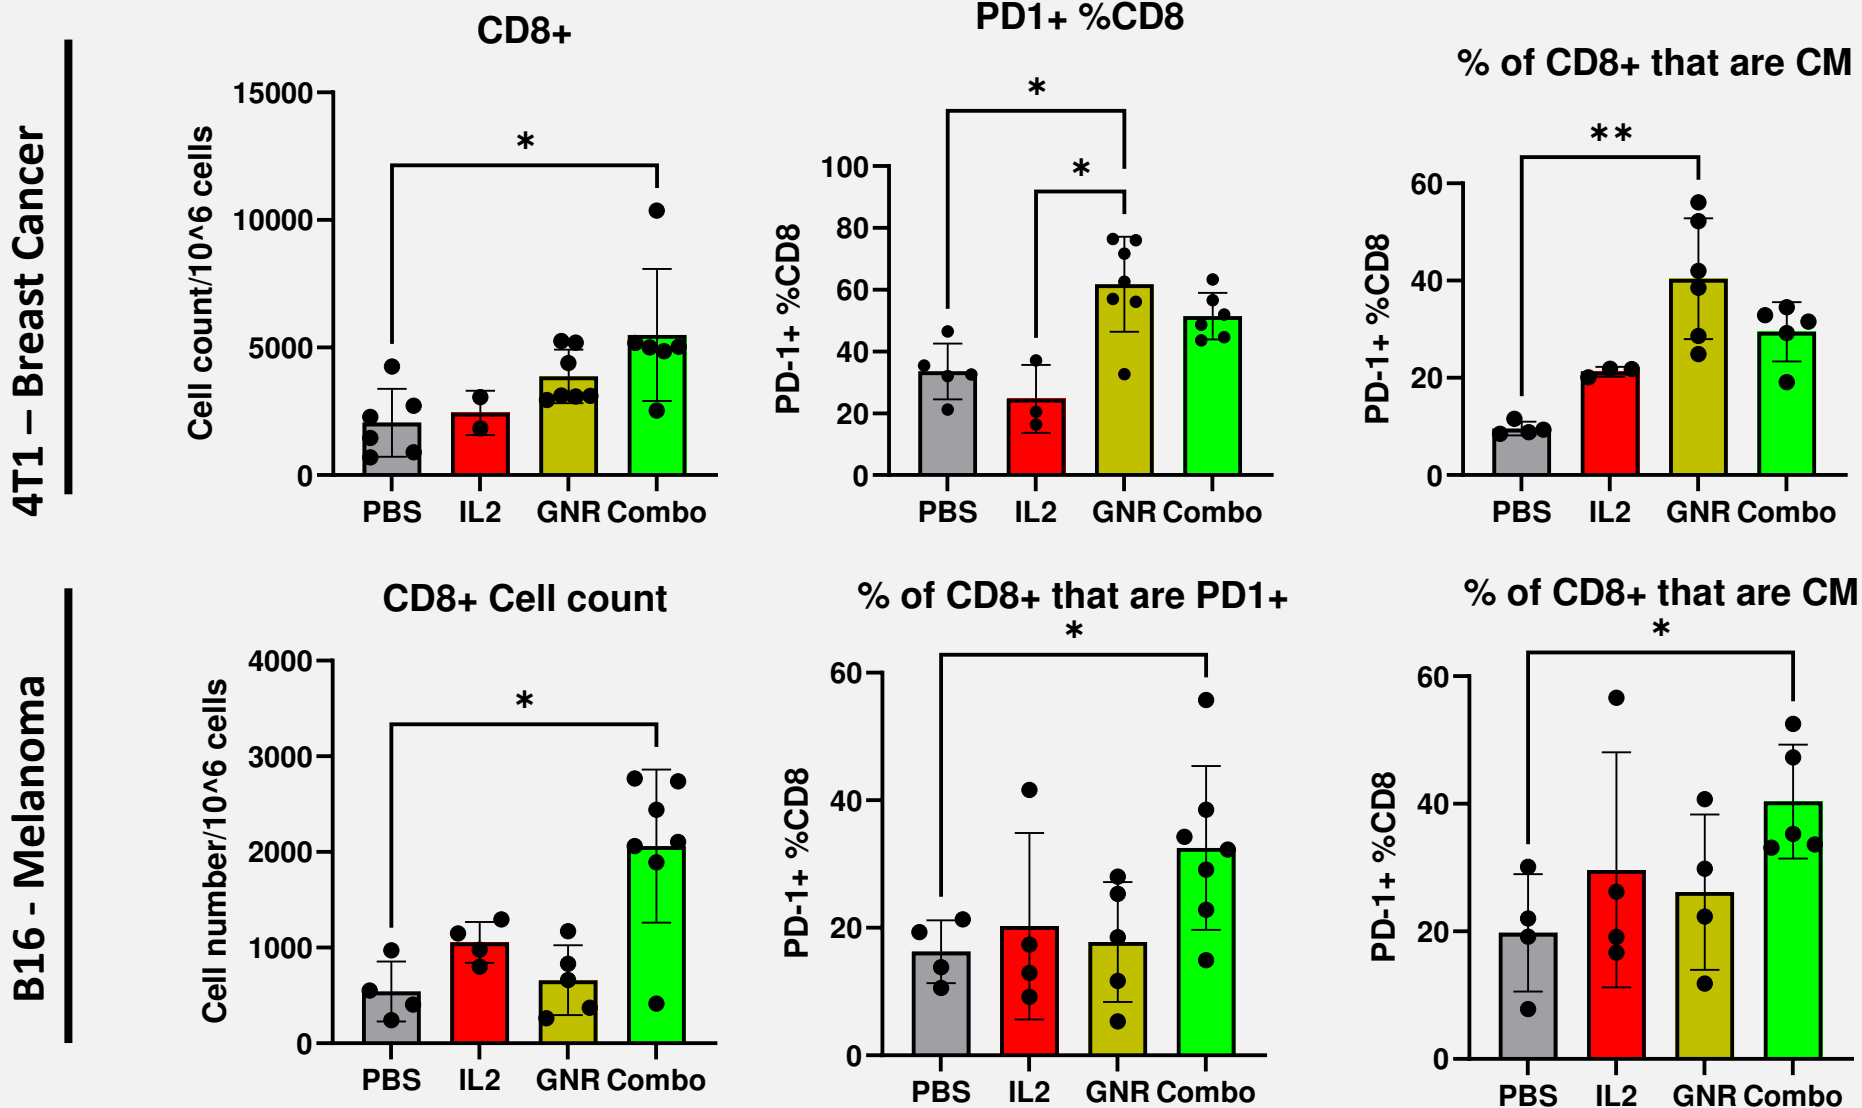 4T1 – Breast Cancer
CD8+
Cell count/10^6 cells
15000
10000
5000
0
*
PBS IL2 GNR Combo
PD1+ %CD8
PD-1+ %CD8
100
80
60
40
20
0
*
*
PBS IL2 GNR Combo
% of CD8+ that are CM
PD-1+ %CD8
60
40
20
0
**
PBS IL2 GNR Combo
B16 - Melanoma
CD8+ Cell count
Cell number/10^6 cells
4000
3000
2000
1000
0
*
PBS IL2 GNR Combo
% of CD8+ that are PD1+
PD-1+ %CD8
60
40
20
0
*
PBS IL2 GNR Combo
% of CD8+ that are CM
PD-1+ %CD8
60
40
20
0
*
PBS IL2 GNR Combo